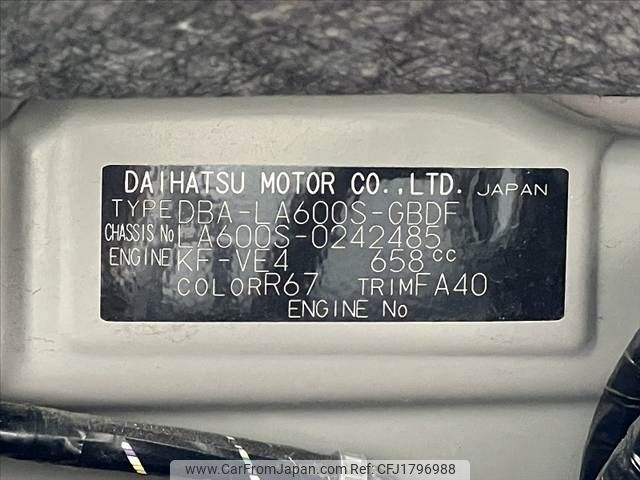 DAIHATSU MOTOR CO.,LTD. JAPAN
TYPE DBA-LA600S-GBDF
CHASSIS No LA600S-0242485
ENGINE KF-VE4 658cc
COLOR R67 TRIM FA40
ENGINE No
www.CarFromJapan.com CFJ1796988